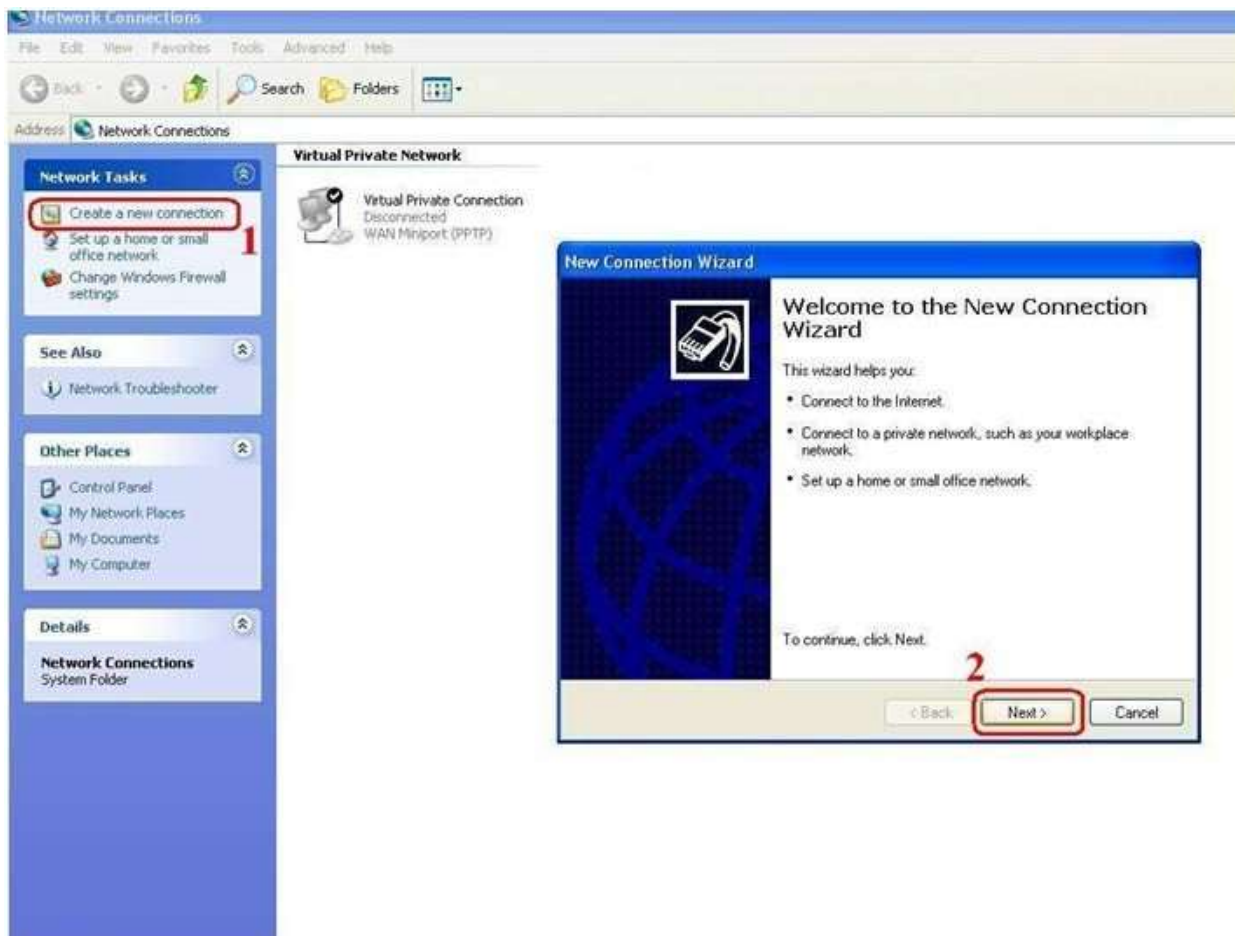 Network Connections
File Edit View Favorites Tools Advanced Help
Back Search Folders
Address Network Connections
Network Tasks
Create a new connection
1
Set up a home or small
office network
Change Windows Firewall
settings
See Also
Network Troubleshooter
Other Places
Control Panel
My Network Places
My Documents
My Computer
Details
Network Connections
System Folder
Virtual Private Network
Virtual Private Connection
Disconnected
WAN Miniport (PPTP)
New Connection Wizard
Welcome to the New Connection
Wizard
This wizard helps you:
• Connect to the Internet.
• Connect to a private network, such as your workplace
network.
• Set up a home or small office network.
To continue, click Next.
2
< Back Next > Cancel